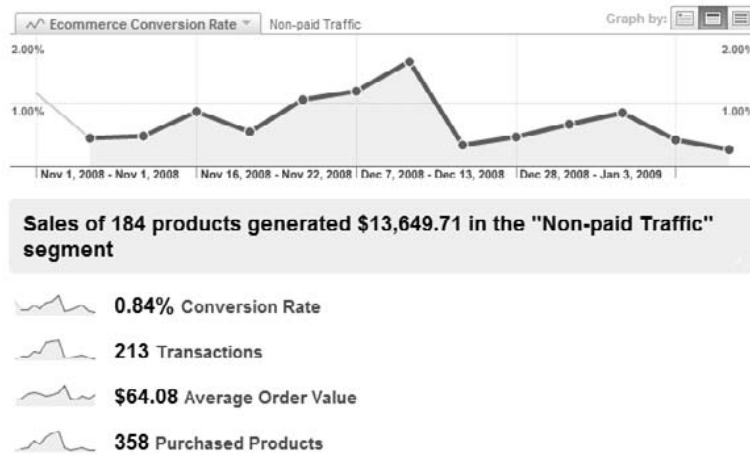 Ecommerce Conversion Rate Non-paid Traffic Graph by:
2.00% 2.00%
1.00% 1.00%
Nov 1, 2008 - Nov 1, 2008 Nov 16, 2008 - Nov 22, 2008 Dec 7, 2008 - Dec 13, 2008 Dec 28, 2008 - Jan 3, 2009
Sales of 184 products generated $13,649.71 in the "Non-paid Traffic"
segment
0.84% Conversion Rate
213 Transactions
$64.08 Average Order Value
358 Purchased Products